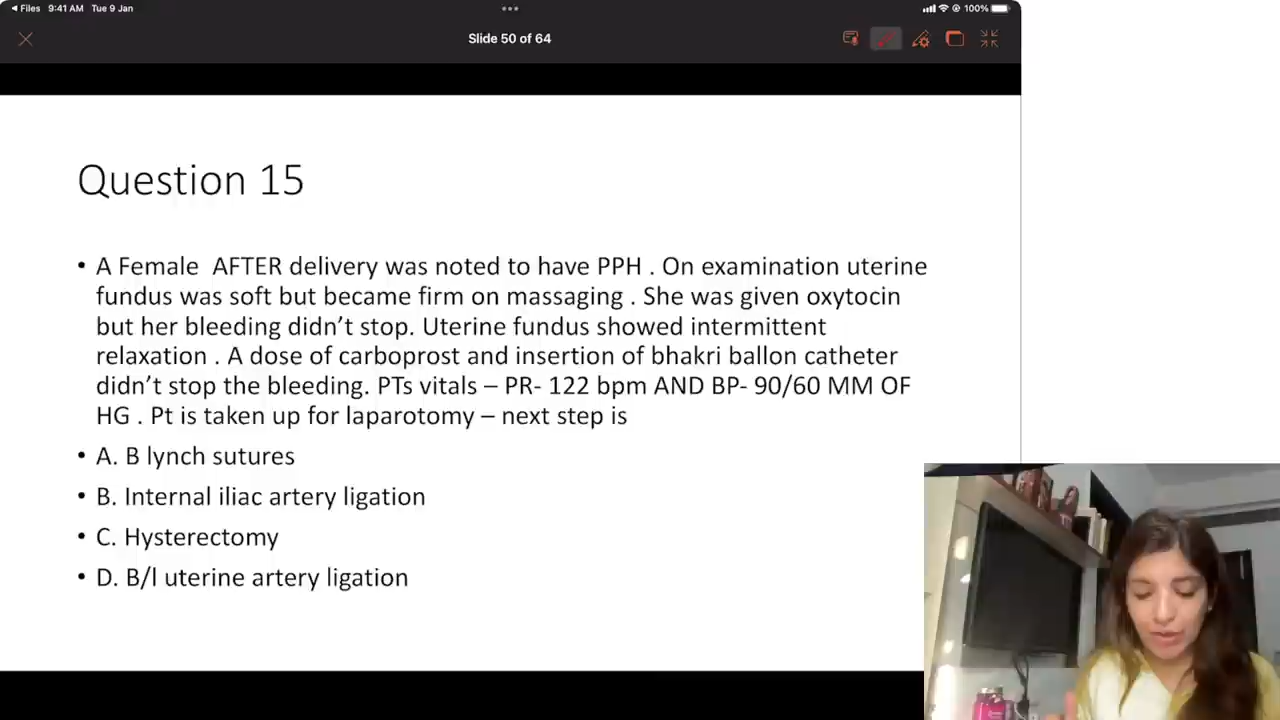 Files 9:41 AM Tue 9 Jan
100%
Slide 50 of 64
Question 15
• A Female AFTER delivery was noted to have PPH . On examination uterine
fundus was soft but became firm on massaging . She was given oxytocin
but her bleeding didn't stop. Uterine fundus showed intermittent
relaxation . A dose of carboprost and insertion of bhakri ballon catheter
didn't stop the bleeding. PTs vitals – PR- 122 bpm AND BP- 90/60 MM OF
HG . Pt is taken up for laparotomy – next step is
• A. B lynch sutures
• B. Internal iliac artery ligation
• C. Hysterectomy
• D. B/l uterine artery ligation